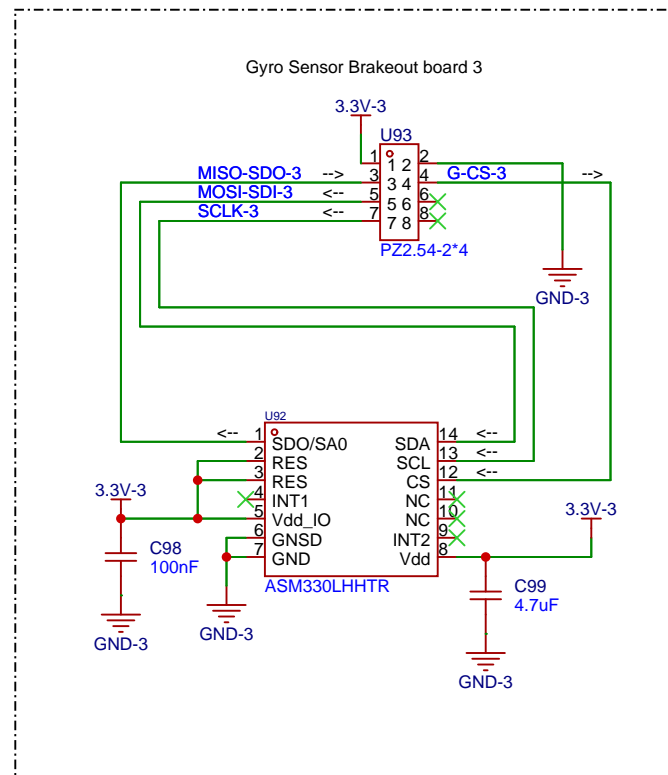 Gyro Sensor Brakeout board 3
3.3V-3
U93
1 1 2 2
MISO-SDO-3 --> 3 3 4 4 G-CS-3 -->
MOSI-SDI-3 <-- 5 5 6 6
SCLK-3 <-- 7 7 8 8
PZ2.54-2*4
GND-3
U92
<-- 1 SDO/SA0 SDA 14 <--
2 RES SCL 13 <--
3 RES CS 12 <--
3.3V-3 4 INT1 NC 11
5 Vdd_IO NC 10 3.3V-3
6 GNSD INT2 9
7 GND Vdd 8
C98
100nF
ASM330LHHTR
C99
4.7uF
GND-3
GND-3
GND-3